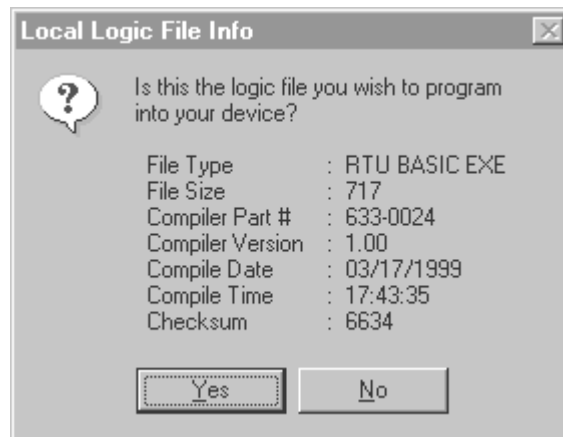 Local Logic File Info
Is this the logic file you wish to program
into your device?
File Type : RTU BASIC EXE
File Size : 717
Compiler Part # : 633-0024
Compiler Version : 1.00
Compile Date : 03/17/1999
Compile Time : 17:43:35
Checksum : 6634
Yes No